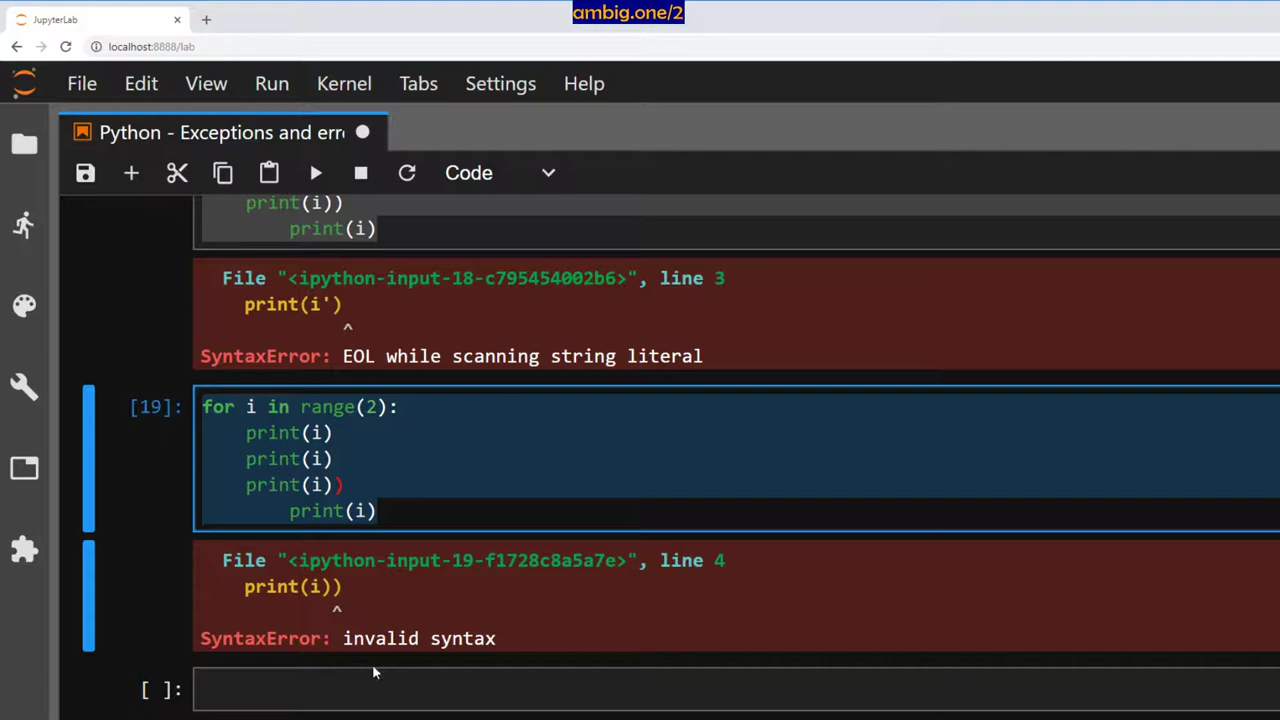 ambig.one/2
JupyterLab
localhost:8888/lab
File Edit View Run Kernel Tabs Settings Help
Python - Exceptions and erro
Code
print(i))
print(i)
File "<ipython-input-18-c795454002b6>", line 3
print(i')
^
SyntaxError: EOL while scanning string literal
[19]: for i in range(2):
print(i)
print(i)
print(i))
print(i)
File "<ipython-input-19-f1728c8a5a7e>", line 4
print(i))
^
SyntaxError: invalid syntax
[ ]: